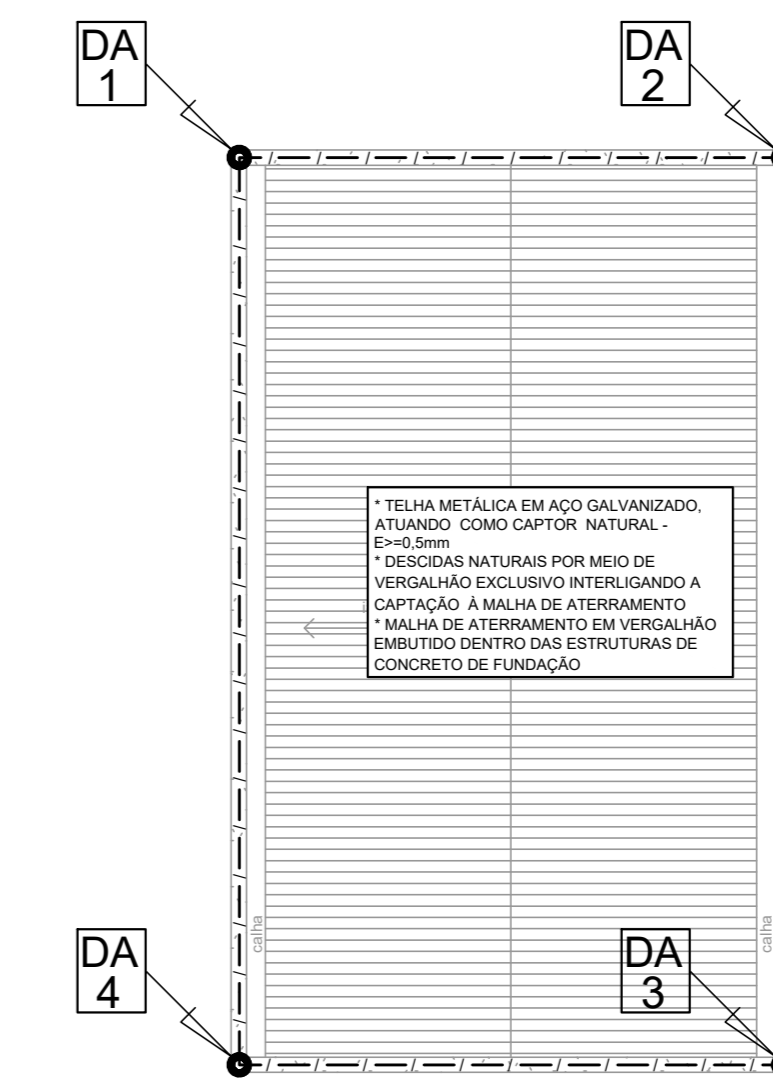 DA
1
DA
2
* TELHA METÁLICA EM AÇO GALVANIZADO,
ATUANDO COMO CAPTOR NATURAL -
E>=0,5mm
* DESCIDAS NATURAIS POR MEIO DE
VERGALHÃO EXCLUSIVO INTERLIGANDO A
CAPTAÇÃO À MALHA DE ATERRAMENTO
* MALHA DE ATERRAMENTO EM VERGALHÃO
EMBUTIDO DENTRO DAS ESTRUTURAS DE
CONCRETO DE FUNDAÇÃO
calha
calha
DA
4
DA
3